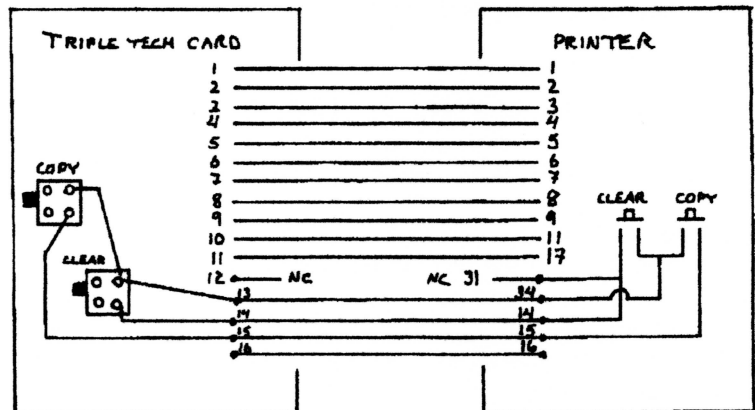 TRIPLE TECH CARD
PRINTER
1 1
2 2
2 3
4 4
5 5
6 6
7 7
8 8
9 9
10 11
11 17
12 NC NC 31
13 34
14 14
15 15
16 16
COPY
CLEAR
CLEAR COPY